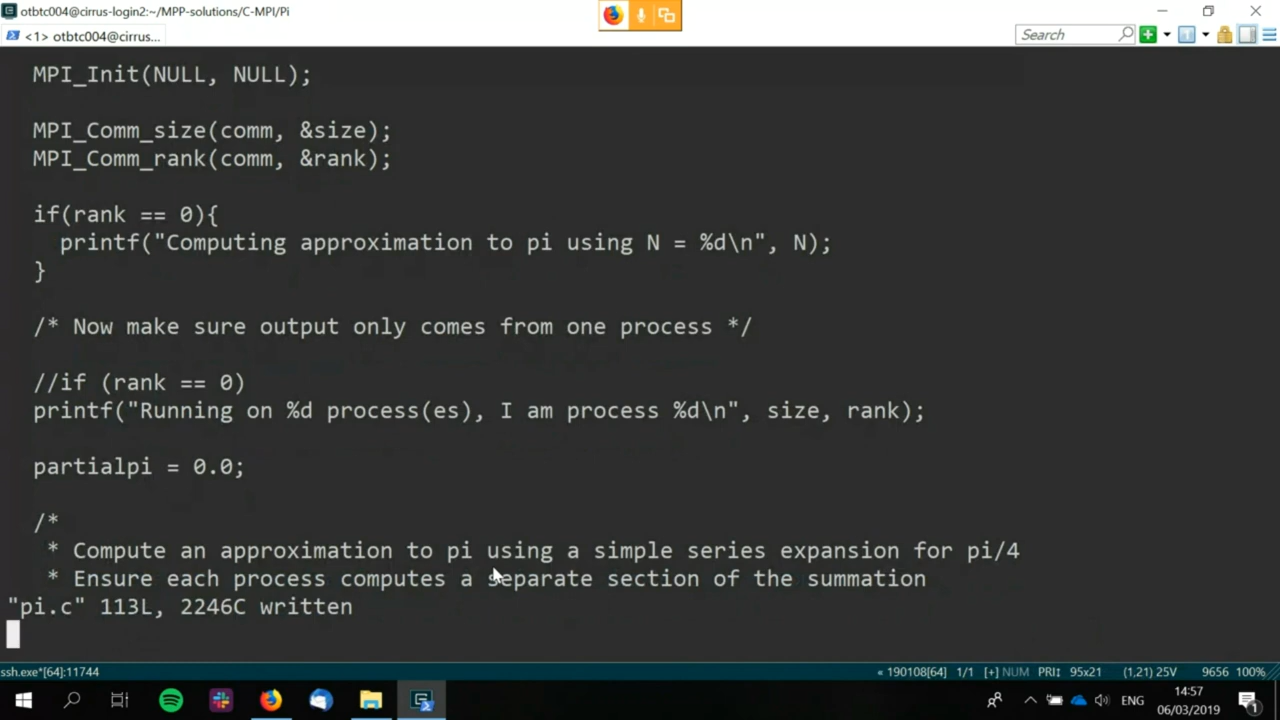 otbtc004@cirrus-login2:~/MPP-solutions/C-MPI/Pi
<1> otbtc004@cirrus...
Search
MPI_Init(NULL, NULL);
MPI_Comm_size(comm, &size);
MPI_Comm_rank(comm, &rank);
if(rank == 0){
printf("Computing approximation to pi using N = %d\n", N);
}
/* Now make sure output only comes from one process */
//if (rank == 0)
printf("Running on %d process(es), I am process %d\n", size, rank);
partialpi = 0.0;
/*
* Compute an approximation to pi using a simple series expansion for pi/4
* Ensure each process computes a separate section of the summation
"pi.c" 113L, 2246C written
ssh.exe*[64]:11744
« 190108[64] 1/1 [+] NUM PRI↕ 95x21 (1,21) 25V 9656 100%
ENG
14:57
06/03/2019
1